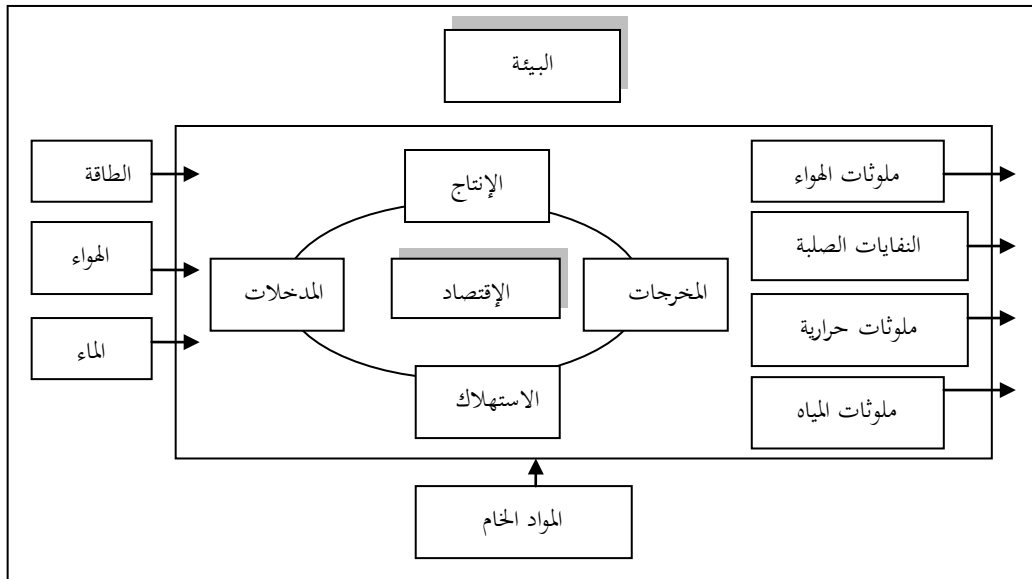 البيئة
الطاقة
الهواء
الماء
الإنتاج
المدخلات
الإقتصاد
المخرجات
الاستهلاك
ملوثات الهواء
النفايات الصلبة
ملوثات حرارية
ملوثات المياه
المواد الخام